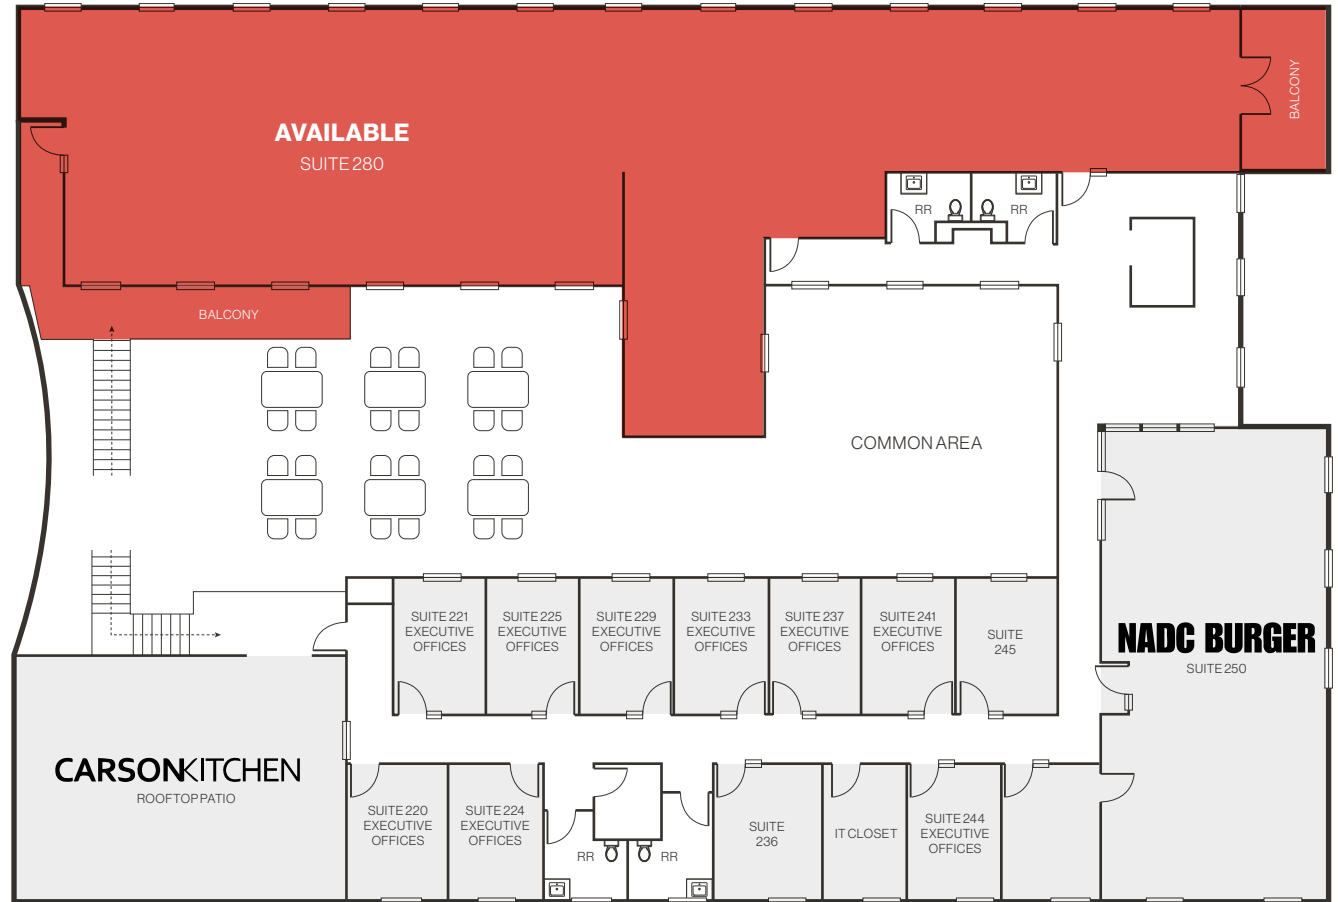 AVAILABLE
SUITE 280
BALCONY
RR
RR
BALCONY
COMMON AREA
SUITE 221
EXECUTIVE
OFFICES
SUITE 225
EXECUTIVE
OFFICES
SUITE 229
EXECUTIVE
OFFICES
SUITE 233
EXECUTIVE
OFFICES
SUITE 237
EXECUTIVE
OFFICES
SUITE 241
EXECUTIVE
OFFICES
SUITE
245
NADC BURGER
SUITE 250
CARSONKITCHEN
ROOFTOP PATIO
SUITE 220
EXECUTIVE
OFFICES
SUITE 224
EXECUTIVE
OFFICES
RR
RR
SUITE
236
IT CLOSET
SUITE 244
EXECUTIVE
OFFICES